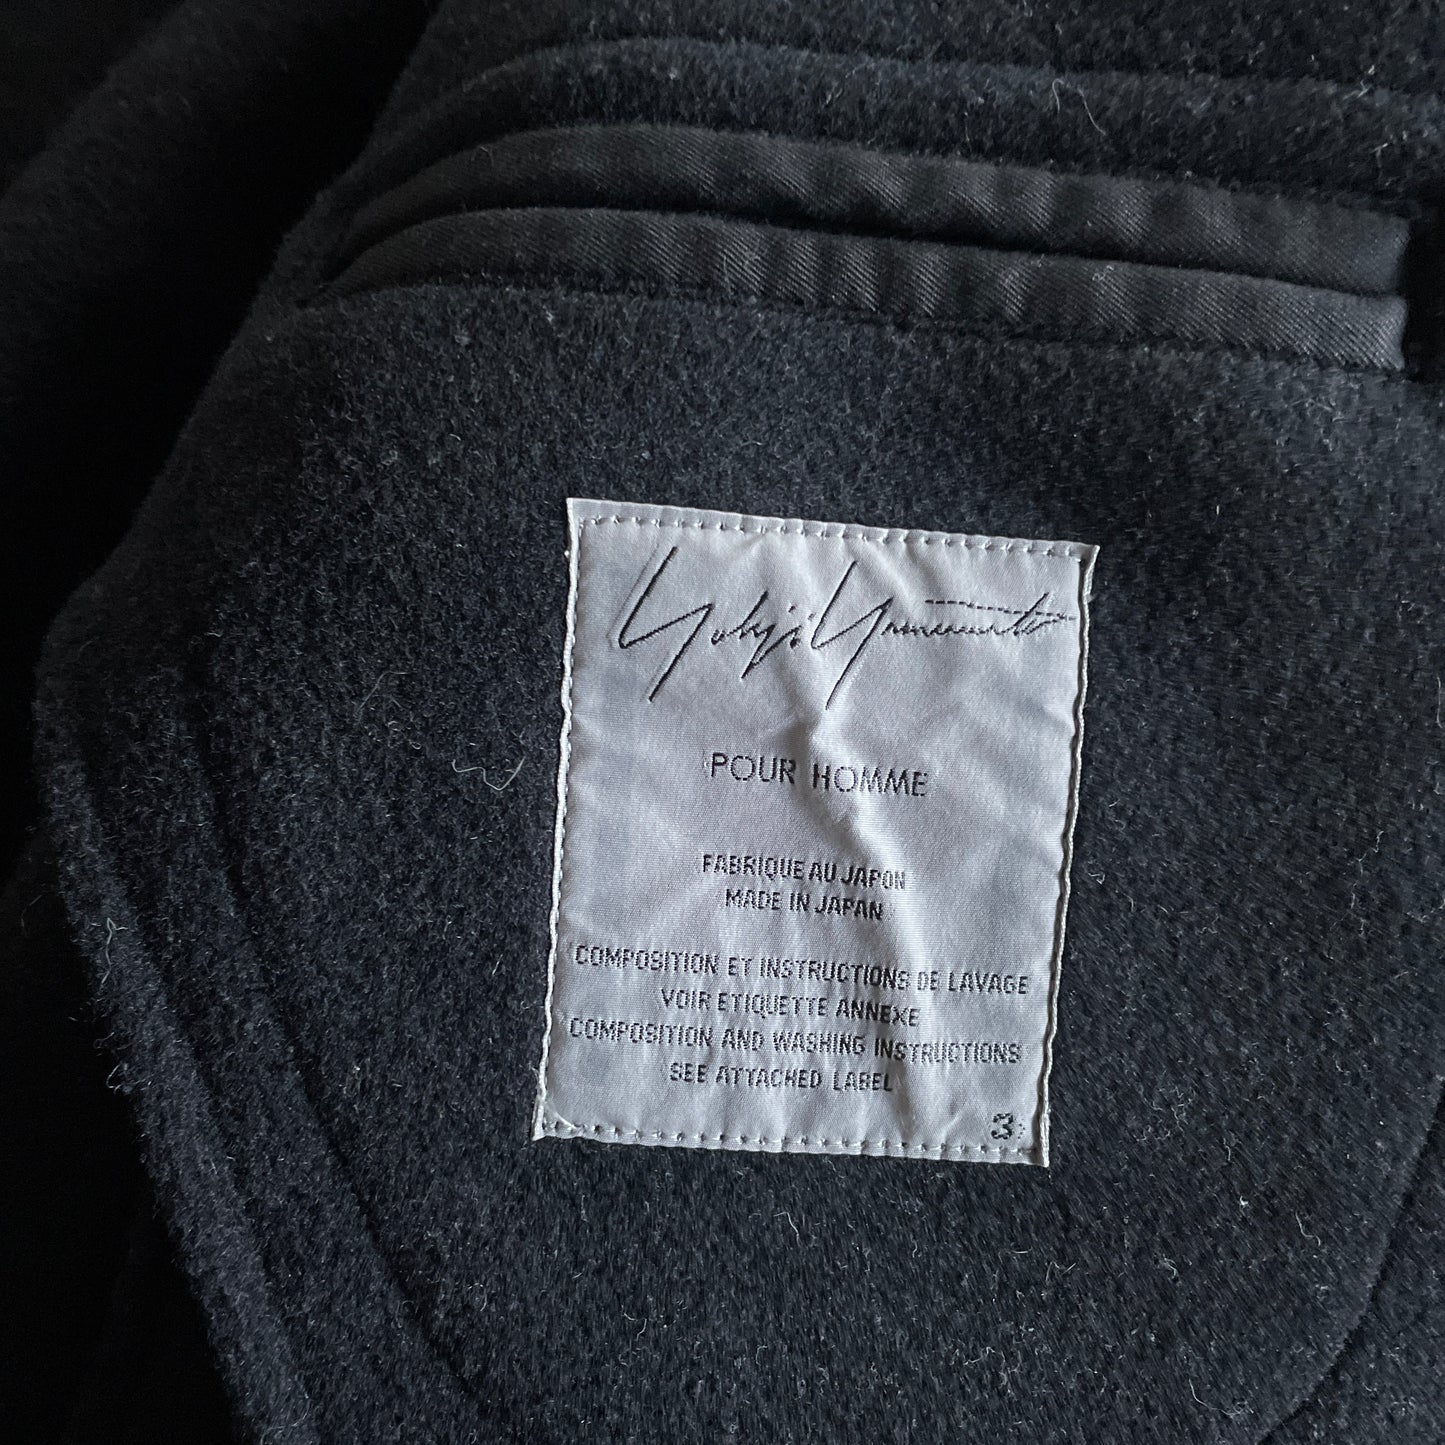 Yohji Yamamoto
POUR HOMME
FABRIQUE AU JAPON
MADE IN JAPAN
COMPOSITION ET INSTRUCTIONS DE LAVAGE
VOIR ETIQUETTE ANNEXE
COMPOSITION AND WASHING INSTRUCTIONS
SEE ATTACHED LABEL
3